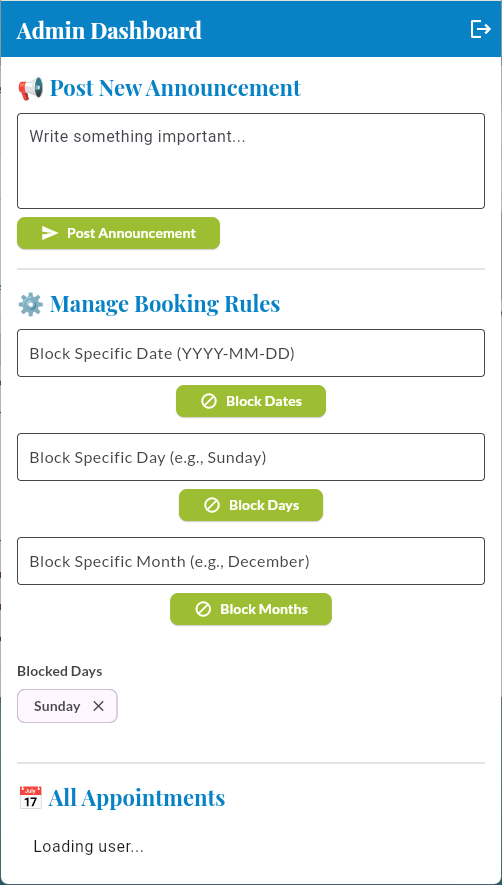 Admin Dashboard
📢 Post New Announcement
Write something important...
Post Announcement
⚙️ Manage Booking Rules
Block Specific Date (YYYY-MM-DD)
Block Dates
Block Specific Day (e.g., Sunday)
Block Days
Block Specific Month (e.g., December)
Block Months
Blocked Days
Sunday
📅 All Appointments
Loading user...